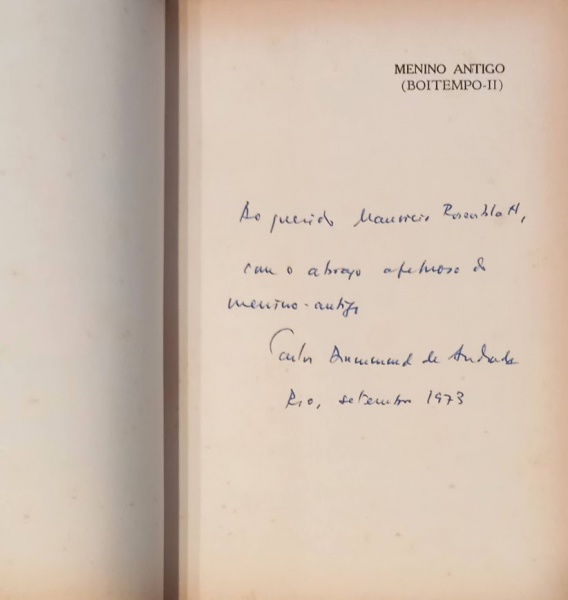 MENINO ANTIGO
(BOITEMPO-II)
Ao querido Mauricio Rosenblatt,
com o abraço afetuoso do
menino-antigo
Carlos Drummond de Andrade
Rio, setembro 1973